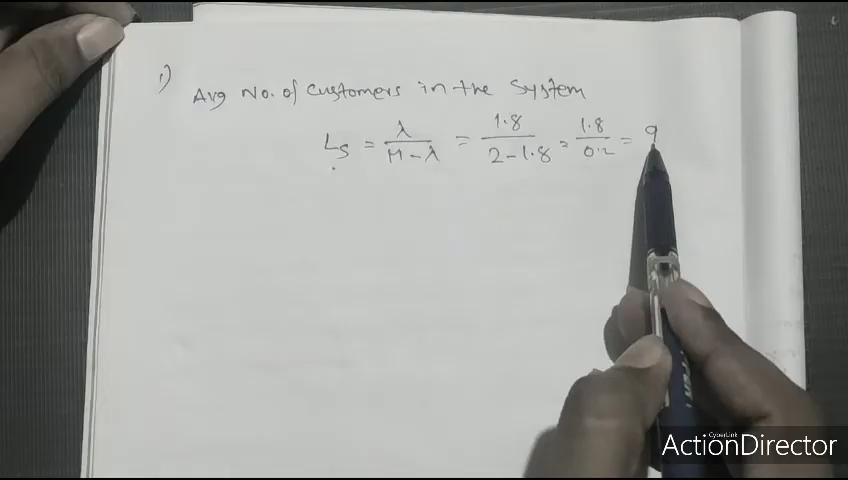 1) Avg No. of Customers in the System
Ls = λ / M - λ = 1.8 / 2 - 1.8 = 1.8 / 0.2 = 9
CyberLink
ActionDirector